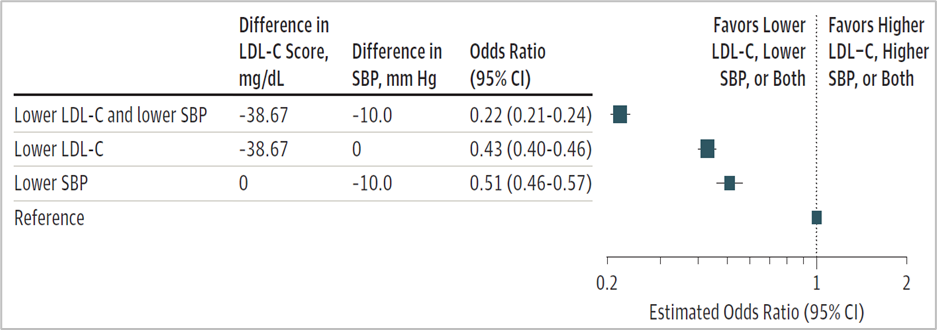 Difference in LDL-C Score, mg/dL
Difference in SBP, mm Hg
Odds Ratio (95% CI)
Favors Lower LDL-C, Lower SBP, or Both
Favors Higher LDL−C, Higher SBP, or Both
Lower LDL-C and lower SBP -38.67 -10.0 0.22 (0.21-0.24)
Lower LDL-C -38.67 0 0.43 (0.40-0.46)
Lower SBP 0 -10.0 0.51 (0.46-0.57)
Reference
0.2 1 2
Estimated Odds Ratio (95% CI)